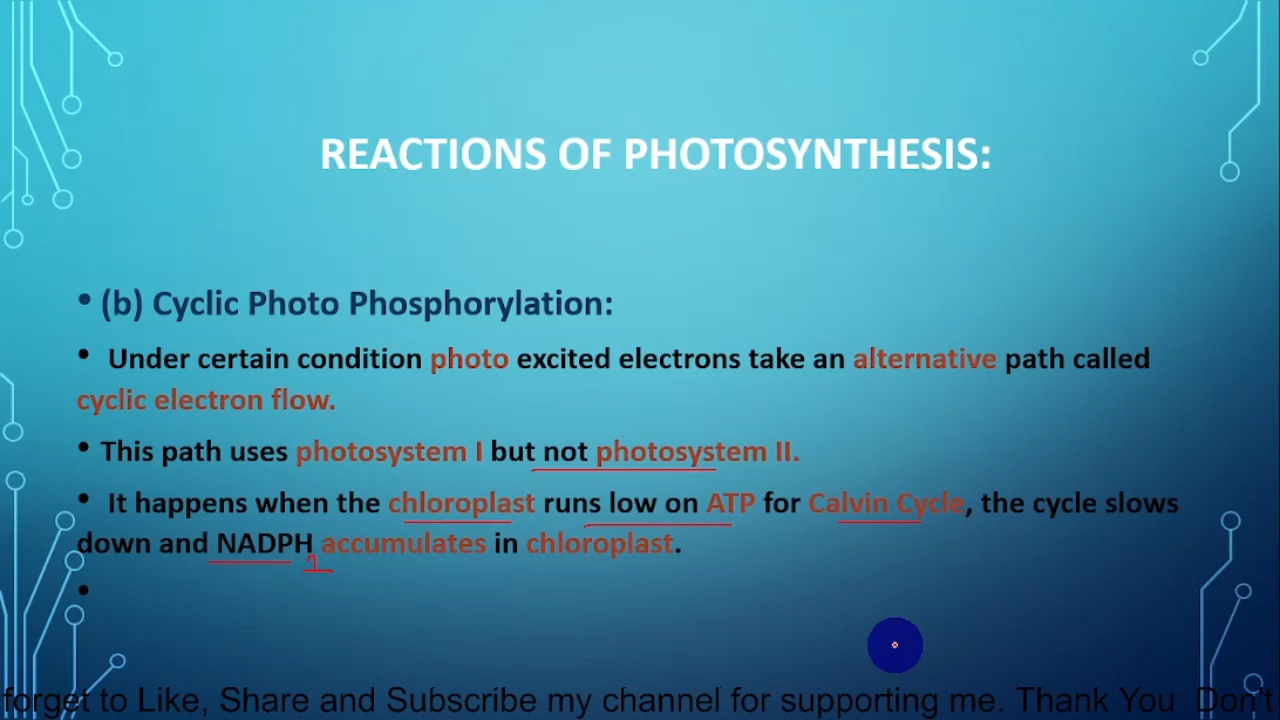 REACTIONS OF PHOTOSYNTHESIS:
• (b) Cyclic Photo Phosphorylation:
• Under certain condition photo excited electrons take an alternative path called
cyclic electron flow.
• This path uses photosystem I but not photosystem II.
• It happens when the chloroplast runs low on ATP for Calvin Cycle, the cycle slows
down and NADPH accumulates in chloroplast.
•
forget to Like, Share and Subscribe my channel for supporting me. Thank You Don't